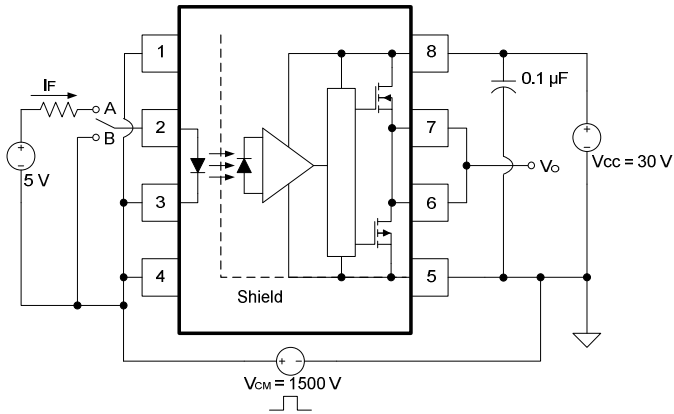 1
8
IF
A
0.1 µF
2
7
B
+
−
5 V
+
−
VCC = 30 V
VO
3
6
4
5
Shield
+ −
VCM = 1500 V